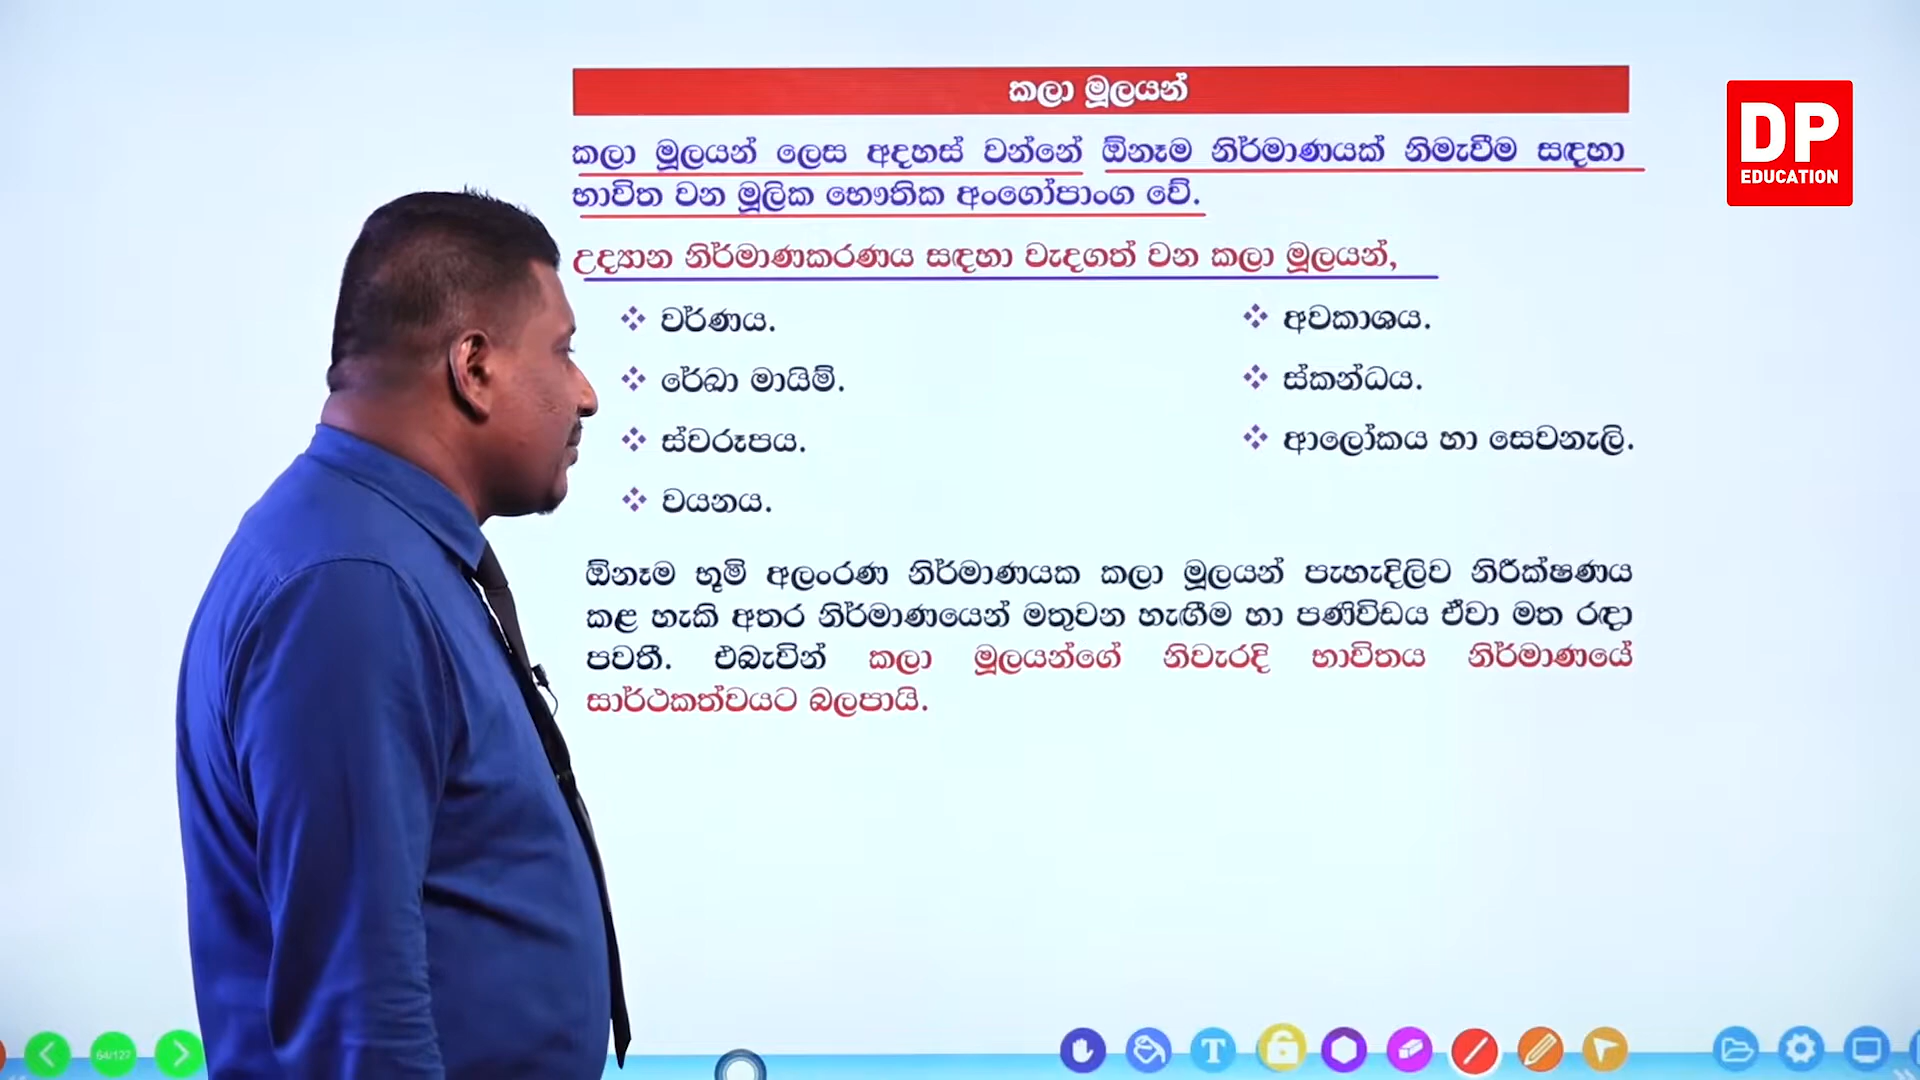 කලා මූලයන්
කලා මූලයන් ලෙස අදහස් වන්නේ ඕනෑම නිර්මාණයක් නිමැවීම සඳහා
භාවිත වන මූලික භෞතික අංගෝපාංග වේ.
උද්‍යාන නිර්මාණකරණය සඳහා වැදගත් වන කලා මූලයන්,
වර්ණය.
රේඛා මායිම්.
ස්වරූපය.
වයනය.
අවකාශය.
ස්කන්ධය.
ආලෝකය හා සෙවනැලි.
ඕනෑම භූමි අලංරණ නිර්මාණයක කලා මූලයන් පැහැදිලිව නිරීක්ෂණය
කළ හැකි අතර නිර්මාණයෙන් මතුවන හැඟීම හා පණිවිඩය ඒවා මත රඳා
පවතී. එබැවින් කලා මූලයන්ගේ නිවැරදි භාවිතය නිර්මාණයේ
සාර්ථකත්වයට බලපායි.
DP
EDUCATION
64/127
T